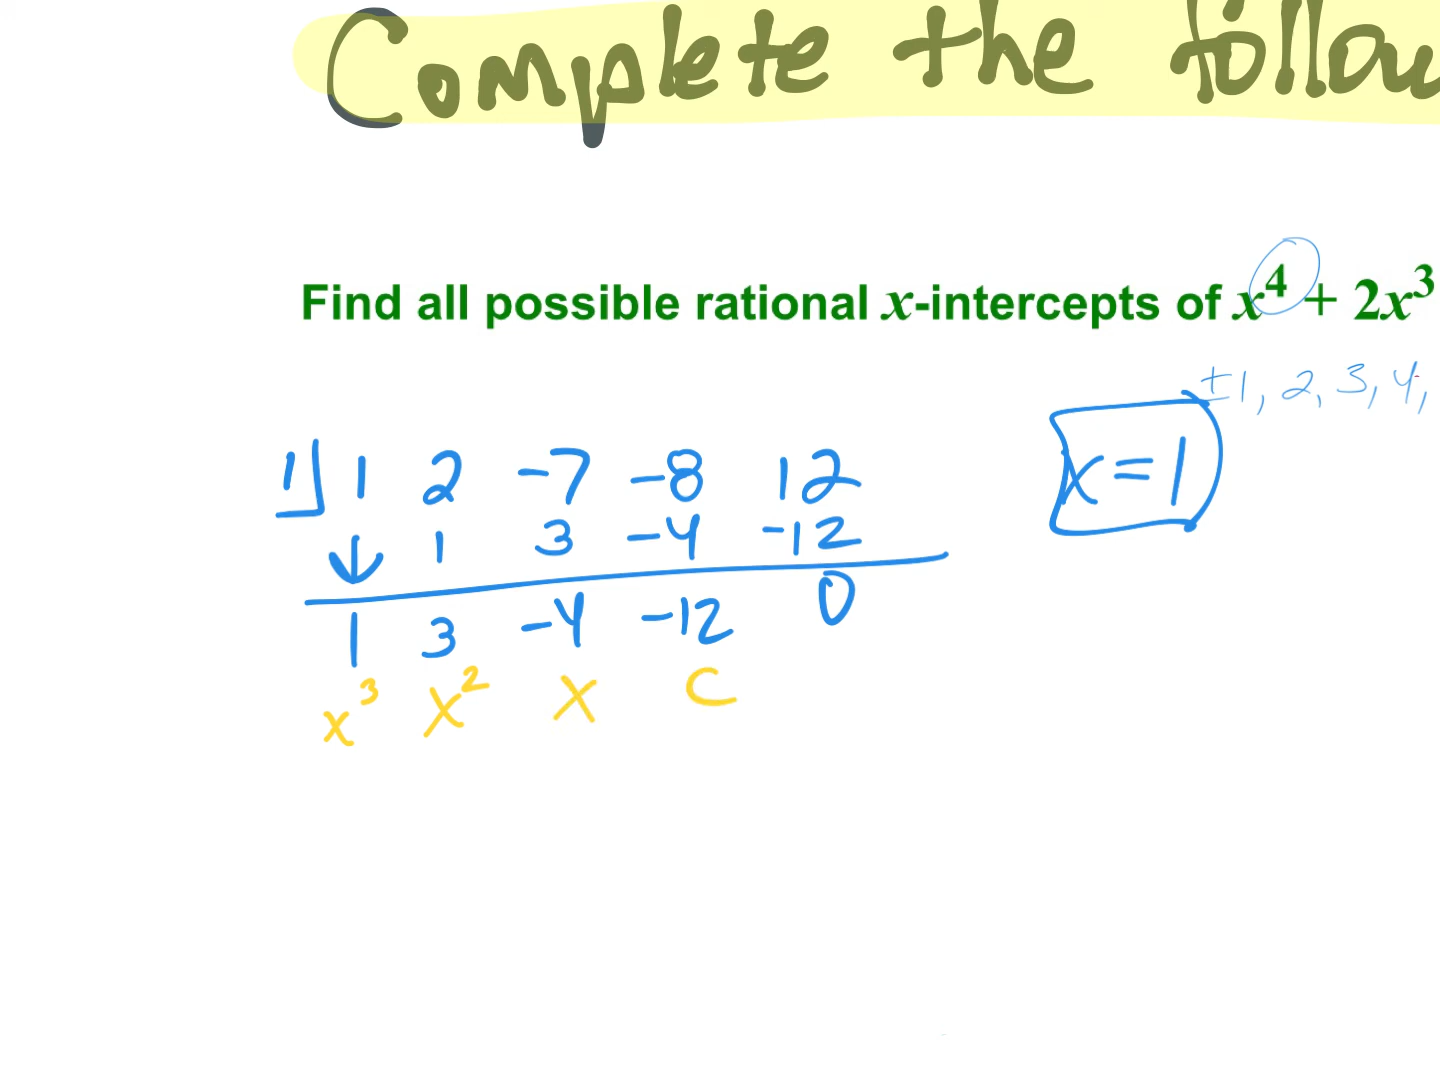 Complete the follow
Find all possible rational x-intercepts of x⁴ + 2x³
±1, 2, 3, 4,
x = 1
1 1 2 -7 -8 12
↓ 1 3 -4 -12
1 3 -4 -12 0
x³ x² x C